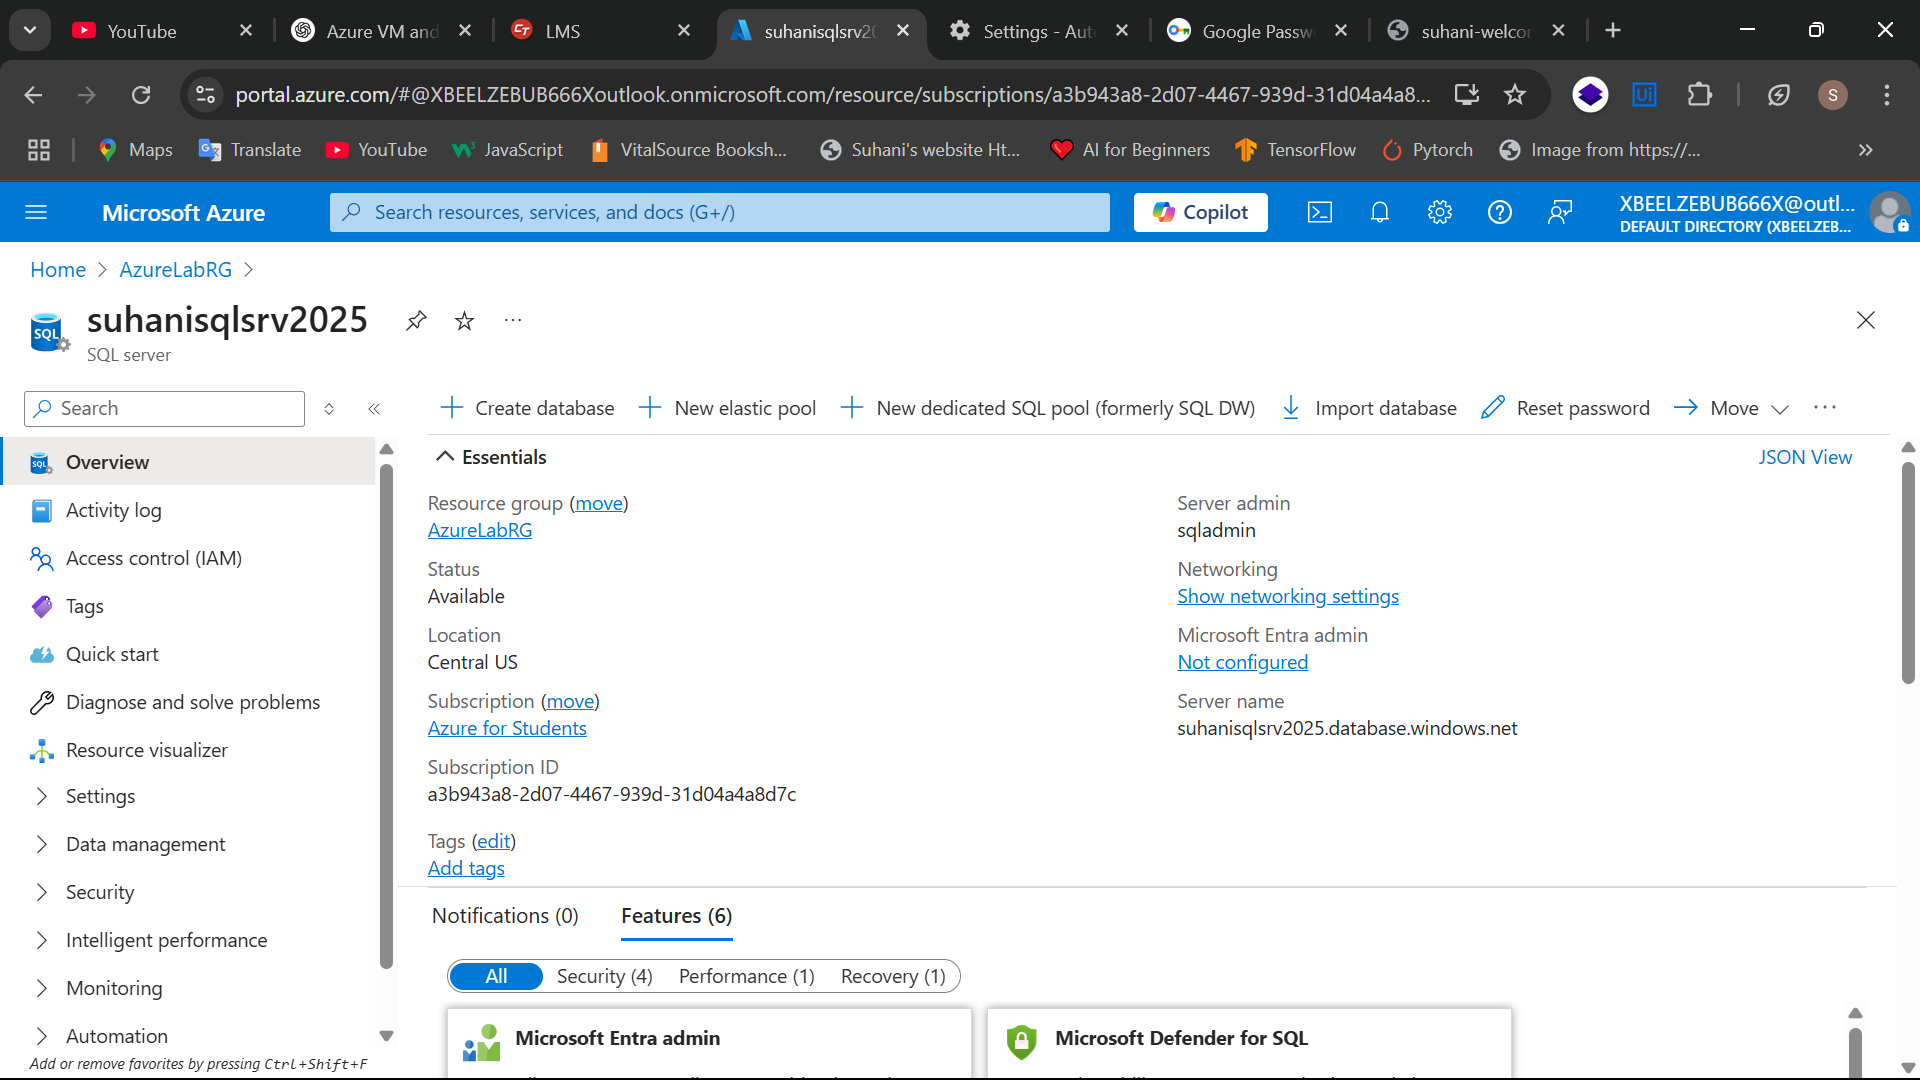 YouTube
Azure VM and
LMS
suhanisqlsrv20
Settings - Aut
Google Passw
suhani-welcor
portal.azure.com/#@XBEELZEBUB666Xoutlook.onmicrosoft.com/resource/subscriptions/a3b943a8-2d07-4467-939d-31d04a4a8...
S
Maps
Translate
YouTube
JavaScript
VitalSource Booksh...
Suhani's website Ht...
AI for Beginners
TensorFlow
Pytorch
Image from https://...
Microsoft Azure
Search resources, services, and docs (G+/)
Copilot
XBEELZEBUB666X@outl...
DEFAULT DIRECTORY (XBEELZEB...
Home > AzureLabRG >
SQL
suhanisqlsrv2025
SQL server
Search
Create database
New elastic pool
New dedicated SQL pool (formerly SQL DW)
Import database
Reset password
Move
Overview
Activity log
Access control (IAM)
Tags
Quick start
Diagnose and solve problems
Resource visualizer
Settings
Data management
Security
Intelligent performance
Monitoring
Automation
Add or remove favorites by pressing Ctrl+Shift+F
Essentials
JSON View
Resource group (move)
AzureLabRG
Status
Available
Location
Central US
Subscription (move)
Azure for Students
Subscription ID
a3b943a8-2d07-4467-939d-31d04a4a8d7c
Tags (edit)
Add tags
Server admin
sqladmin
Networking
Show networking settings
Microsoft Entra admin
Not configured
Server name
suhanisqlsrv2025.database.windows.net
Notifications (0)
Features (6)
All
Security (4)
Performance (1)
Recovery (1)
Microsoft Entra admin
Microsoft Defender for SQL